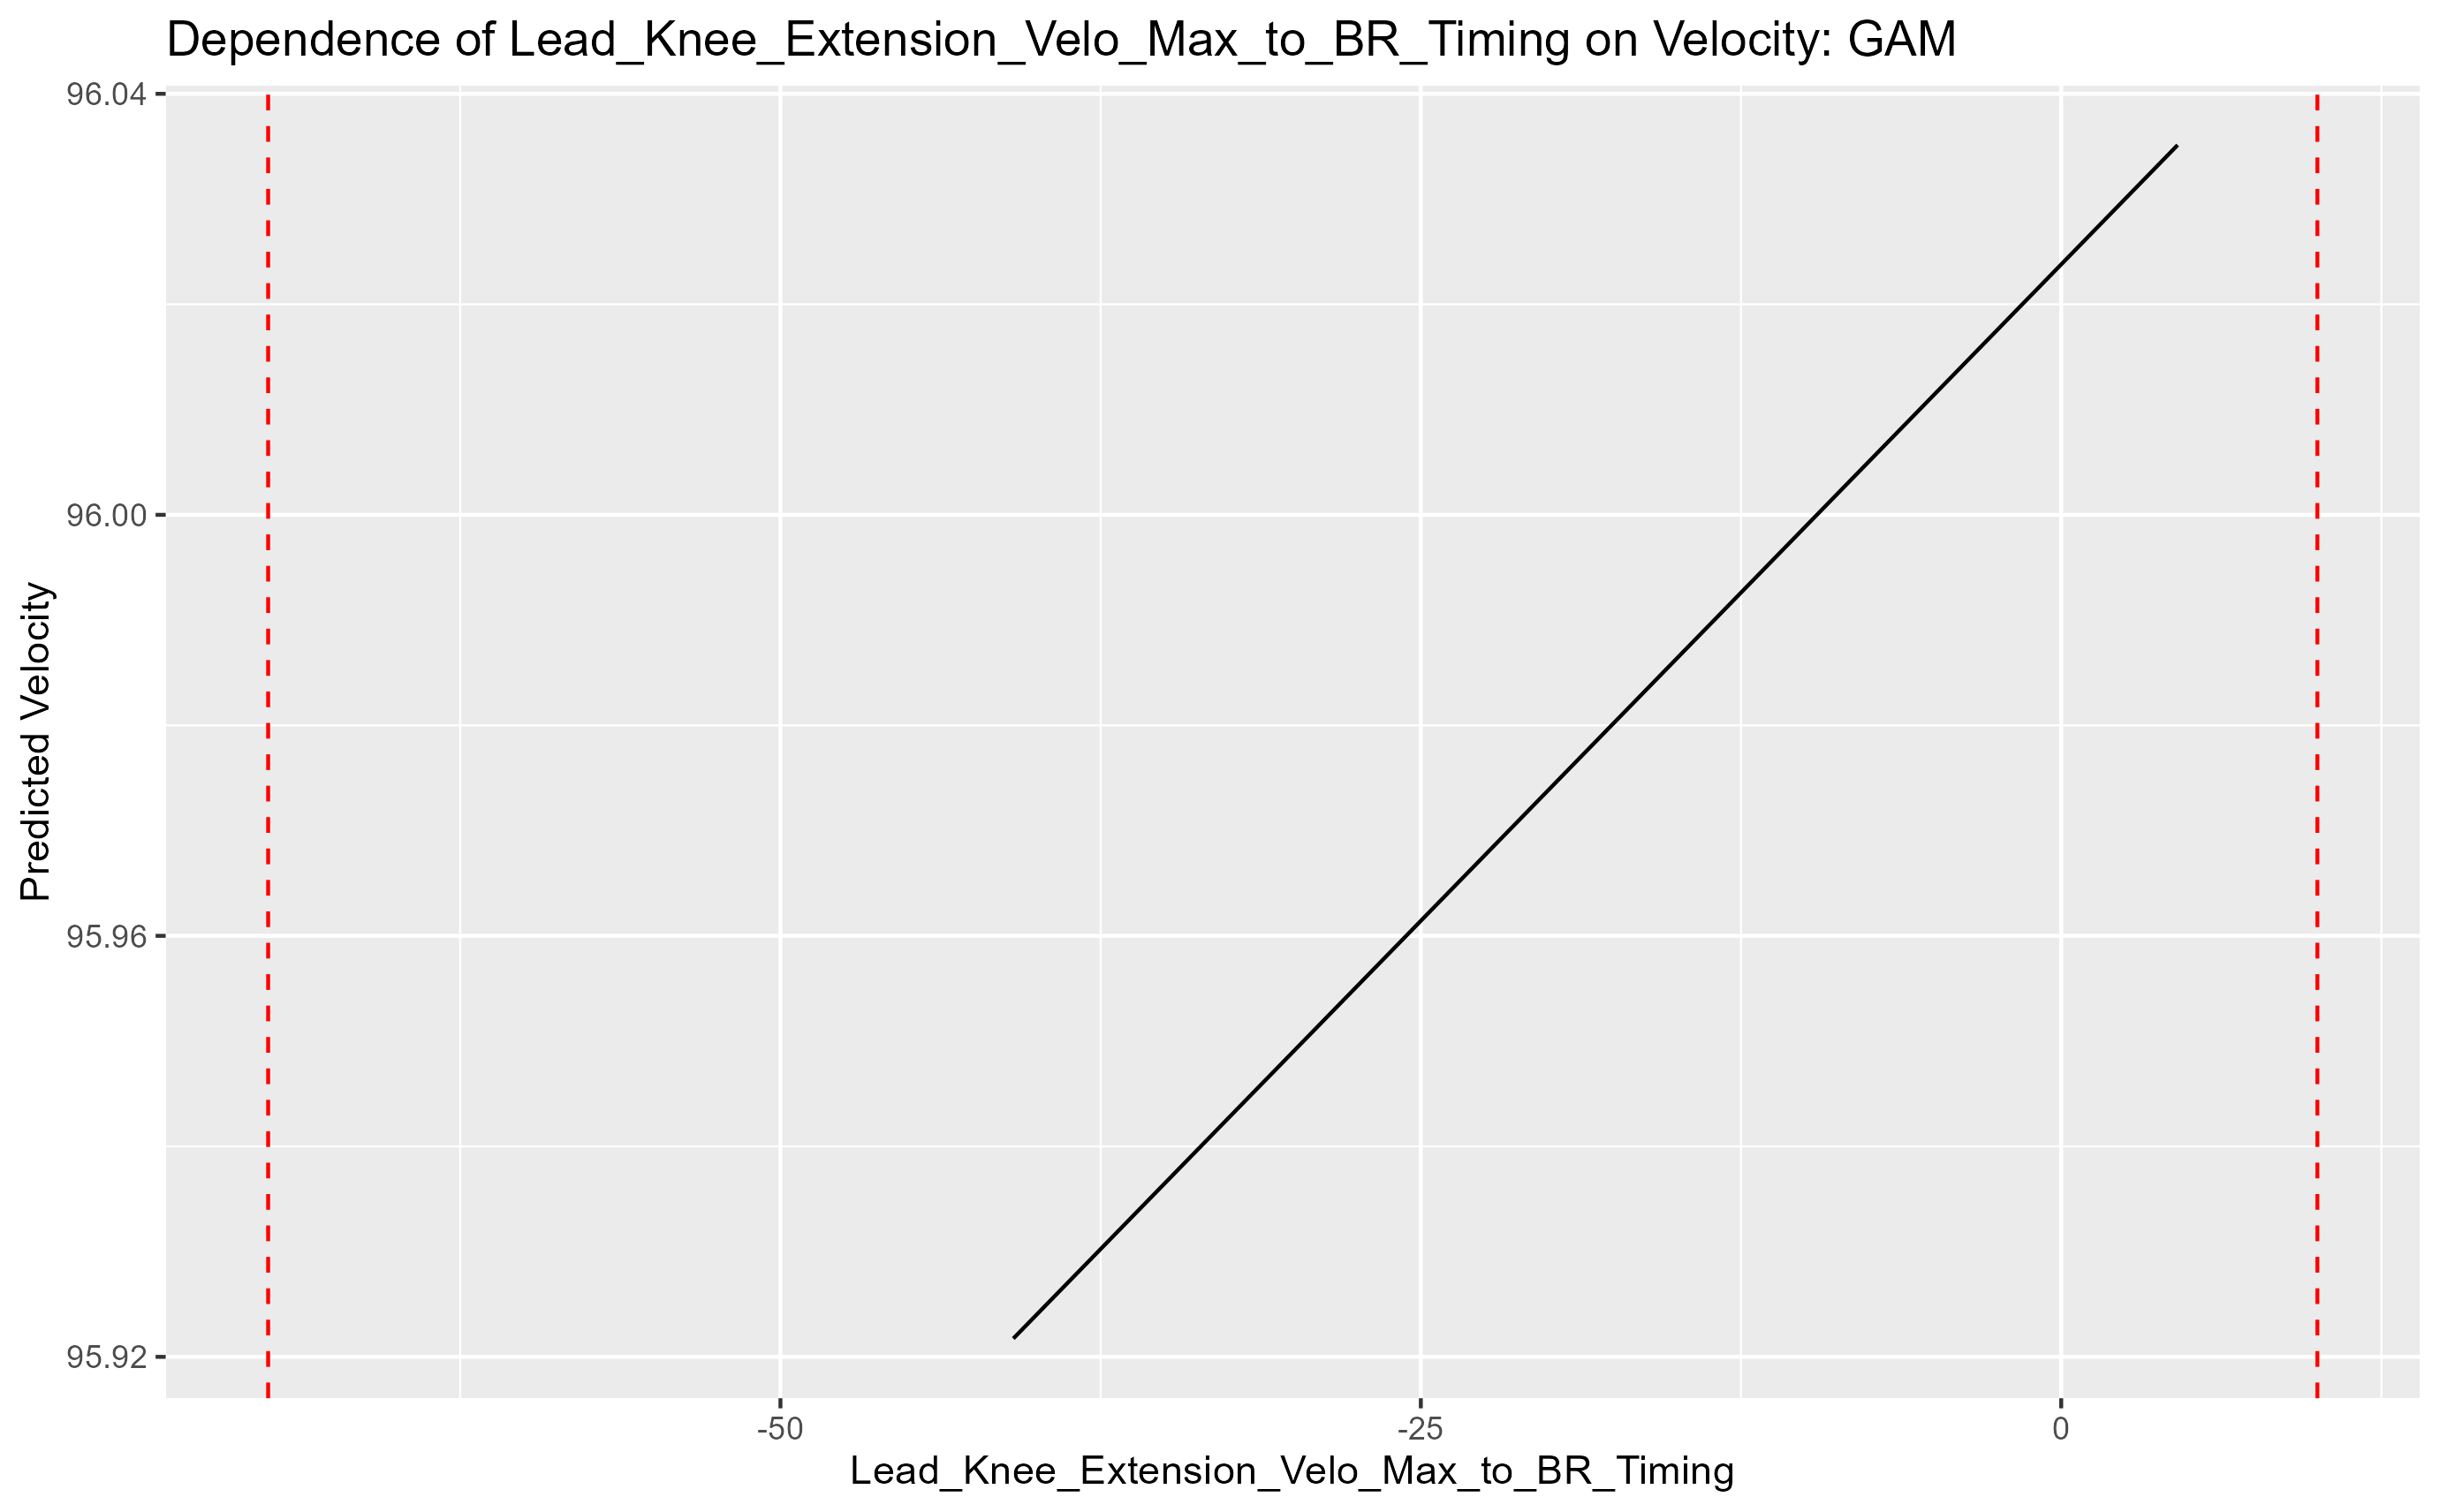 Dependence of Lead_Knee_Extension_Velo_Max_to_BR_Timing on Velocity: GAM
96.04
96.00
95.96
95.92
Predicted Velocity
-50
-25
0
Lead_Knee_Extension_Velo_Max_to_BR_Timing